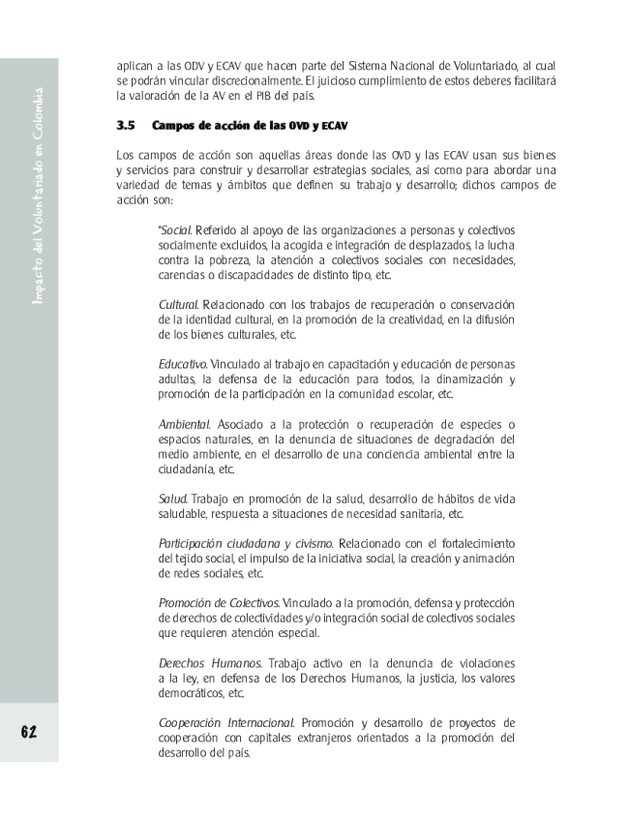 aplican a las ODV y ECAV que hacen parte del Sistema Nacional de Voluntariado, al cual
se podrán vincular discrecionalmente. El juicioso cumplimiento de estos deberes facilitará
la valoración de la AV en el PIB del país.
3.5 Campos de acción de las OVD y ECAV
Los campos de acción son aquellas áreas donde las OVD y las ECAV usan sus bienes
y servicios para construir y desarrollar estrategias sociales, así como para abordar una
variedad de temas y ámbitos que definen su trabajo y desarrollo; dichos campos de
acción son:
"Social. Referido al apoyo de las organizaciones a personas y colectivos
socialmente excluidos, la acogida e integración de desplazados, la lucha
contra la pobreza, la atención a colectivos sociales con necesidades,
carencias o discapacidades de distinto tipo, etc.
Cultural. Relacionado con los trabajos de recuperación o conservación
de la identidad cultural, en la promoción de la creatividad, en la difusión
de los bienes culturales, etc.
Educativo. Vinculado al trabajo en capacitación y educación de personas
adultas, la defensa de la educación para todos, la dinamización y
promoción de la participación en la comunidad escolar, etc.
Ambiental. Asociado a la protección o recuperación de especies o
espacios naturales, en la denuncia de situaciones de degradación del
medio ambiente, en el desarrollo de una conciencia ambiental entre la
ciudadanía, etc.
Salud. Trabajo en promoción de la salud, desarrollo de hábitos de vida
saludable, respuesta a situaciones de necesidad sanitaria, etc.
Participación ciudadana y civismo. Relacionado con el fortalecimiento
del tejido social, el impulso de la iniciativa social, la creación y animación
de redes sociales, etc.
Promoción de Colectivos. Vinculado a la promoción, defensa y protección
de derechos de colectividades y/o integración social de colectivos sociales
que requieren atención especial.
Derechos Humanos. Trabajo activo en la denuncia de violaciones
a la ley, en defensa de los Derechos Humanos, la justicia, los valores
democráticos, etc.
Cooperación Internacional. Promoción y desarrollo de proyectos de
cooperación con capitales extranjeros orientados a la promoción del
desarrollo del país.
Impacto del Voluntariado en Colombia
62